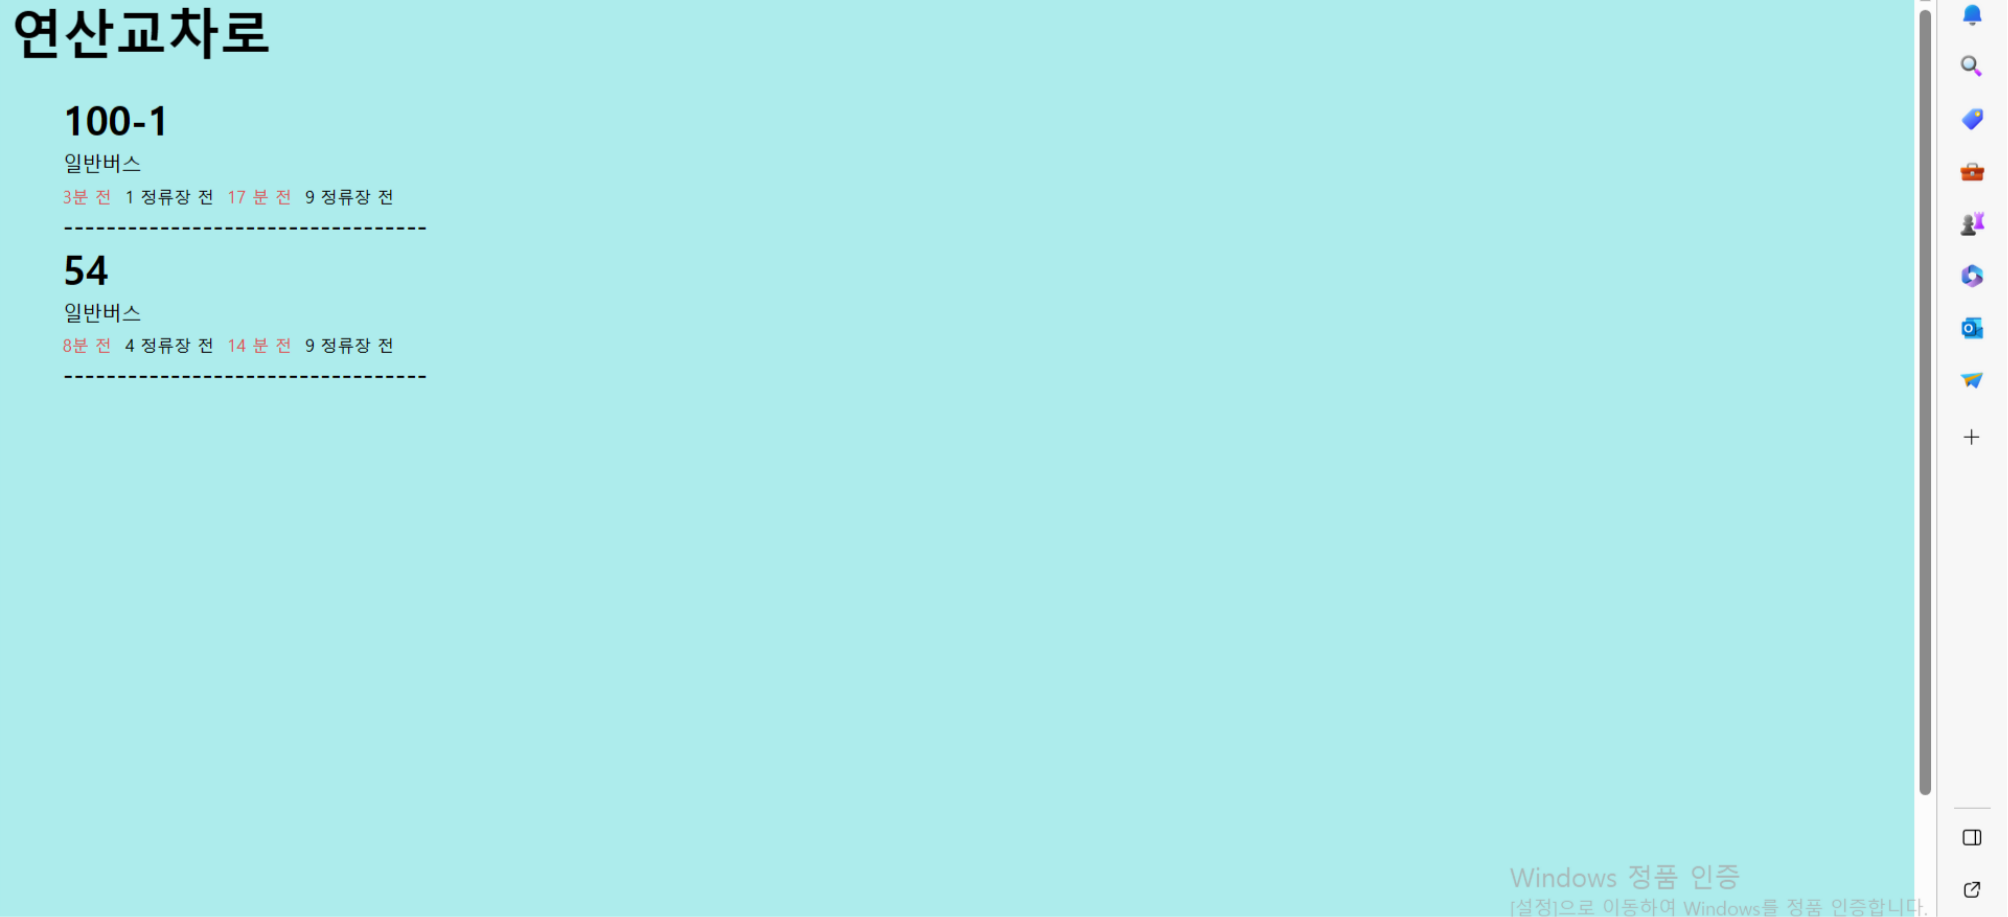 연산교차로
100-1
일반버스
3분 전 1 정류장 전 17 분 전 9 정류장 전
----------------------------------
54
일반버스
8분 전 4 정류장 전 14 분 전 9 정류장 전
----------------------------------
Windows 정품 인증
[설정]으로 이동하여 Windows를 정품 인증합니다.